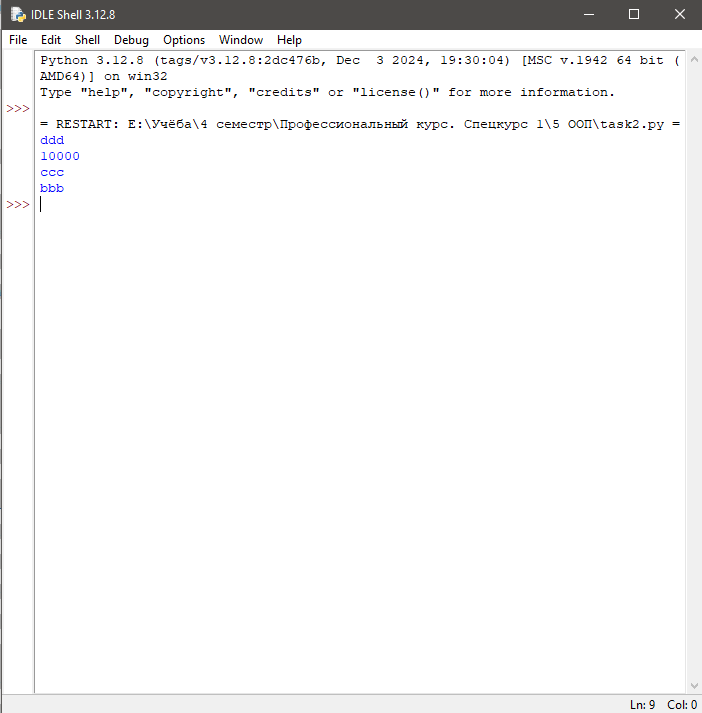 IDLE Shell 3.12.8
File Edit Shell Debug Options Window Help
Python 3.12.8 (tags/v3.12.8:2dc476b, Dec  3 2024, 19:30:04) [MSC v.1942 64 bit (
AMD64)] on win32
Type "help", "copyright", "credits" or "license()" for more information.
>>>
= RESTART: E:\Учёба\4 семестр\Профессиональный курс. Спецкурс 1\5 ООП\task2.py =
ddd
10000
ccc
bbb
>>>
Ln: 9 Col: 0